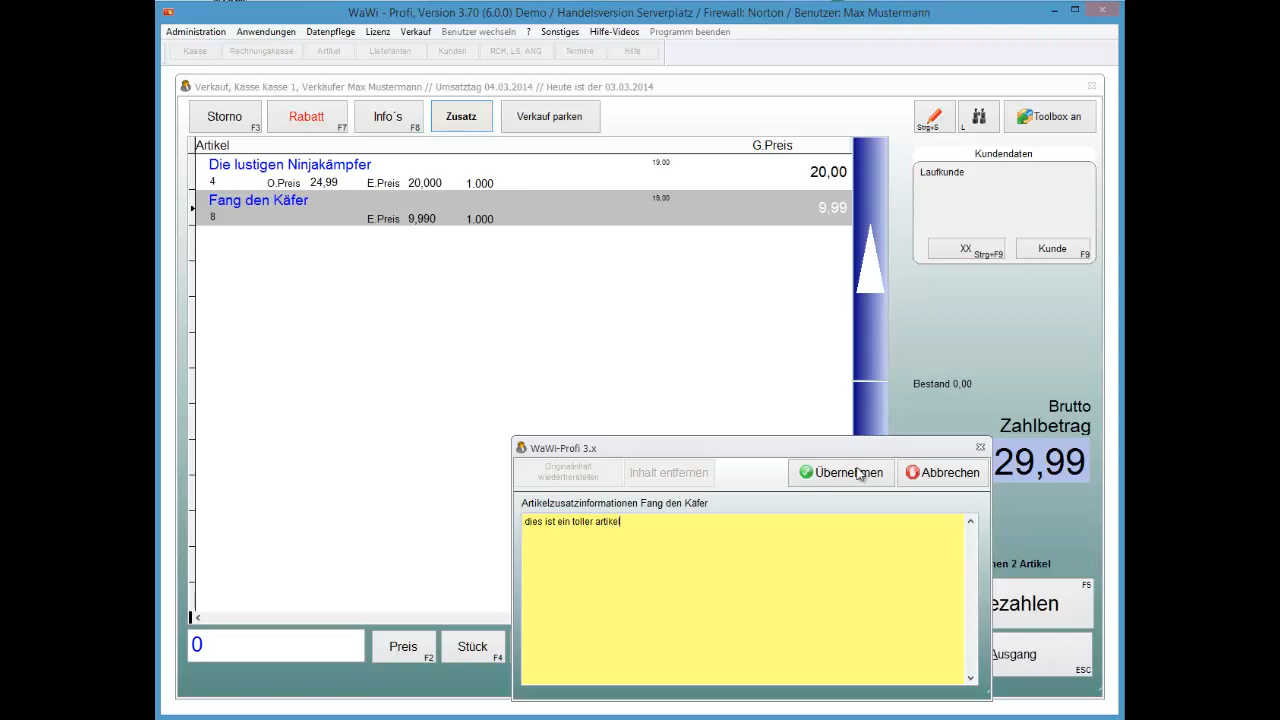 WaWi - Profi, Version 3.70 (6.0.0) Demo / Handelsversion Serverplatz / Firewall: Norton / Benutzer: Max Mustermann
Administration Anwendungen Datenpflege Lizenz Verkauf Benutzer wechseln ? Sonstiges Hilfe-Videos Programm beenden
Kasse Rechnungskasse Artikel Lieferanten Kunden RCH, LS, ANG Termine Hilfe
Verkauf, Kasse Kasse 1, Verkäufer Max Mustermann // Umsatztag 04.03.2014 // Heute ist der 03.03.2014
Storno F3 Rabatt F7 Info´s F8 Zusatz Verkauf parken Strg+S L Toolbox an
Artikel G.Preis
Kundendaten
Die lustigen Ninjakämpfer 19,00 20,00
4 O.Preis 24,99 E.Preis 20,000 1.000
Laufkunde
Fang den Käfer 19,00 9,99
8 E.Preis 9,990 1.000
XX Strg+F9 Kunde F9
Bestand 0,00
Brutto
Zahlbetrag
29,99
WaWi-Profi 3.x
Originalinhalt
wiederherstellen
Inhalt entfernen Übernehmen Abbrechen
Artikelzusatzinformationen Fang den Käfer
dies ist ein toller artikel
nen 2 Artikel
ezahlen F5
0 Preis F2 Stück F4
Ausgang ESC